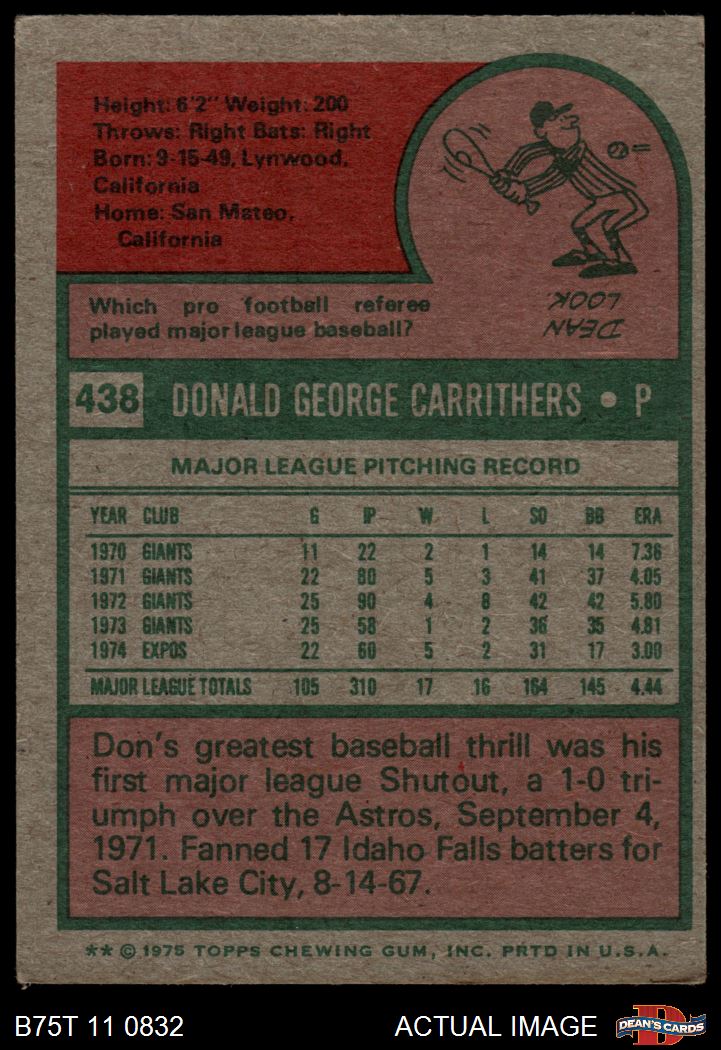 Height: 6'2" Weight: 200
Throws: Right Bats: Right
Born: 9-15-49, Lynwood,
California
Home: San Mateo,
California
Which pro football referee
played major league baseball?
DEAN
LOOK.
438 DONALD GEORGE CARRITHERS • P
MAJOR LEAGUE PITCHING RECORD
YEAR CLUB G IP W L SO BB ERA
1970 GIANTS 11 22 2 1 14 14 7.36
1971 GIANTS 22 80 5 3 41 37 4.05
1972 GIANTS 25 90 4 8 42 42 5.80
1973 GIANTS 25 58 1 2 36 35 4.81
1974 EXPOS 22 60 5 2 31 17 3.00
MAJOR LEAGUE TOTALS 105 310 17 16 164 145 4.44
Don's greatest baseball thrill was his
first major league Shutout, a 1-0 tri-
umph over the Astros, September 4,
1971. Fanned 17 Idaho Falls batters for
Salt Lake City, 8-14-67.
** © 1975 TOPPS CHEWING GUM, INC. PRTD IN U.S.A.
B75T 11 0832 ACTUAL IMAGE
D
DEAN'S CARDS